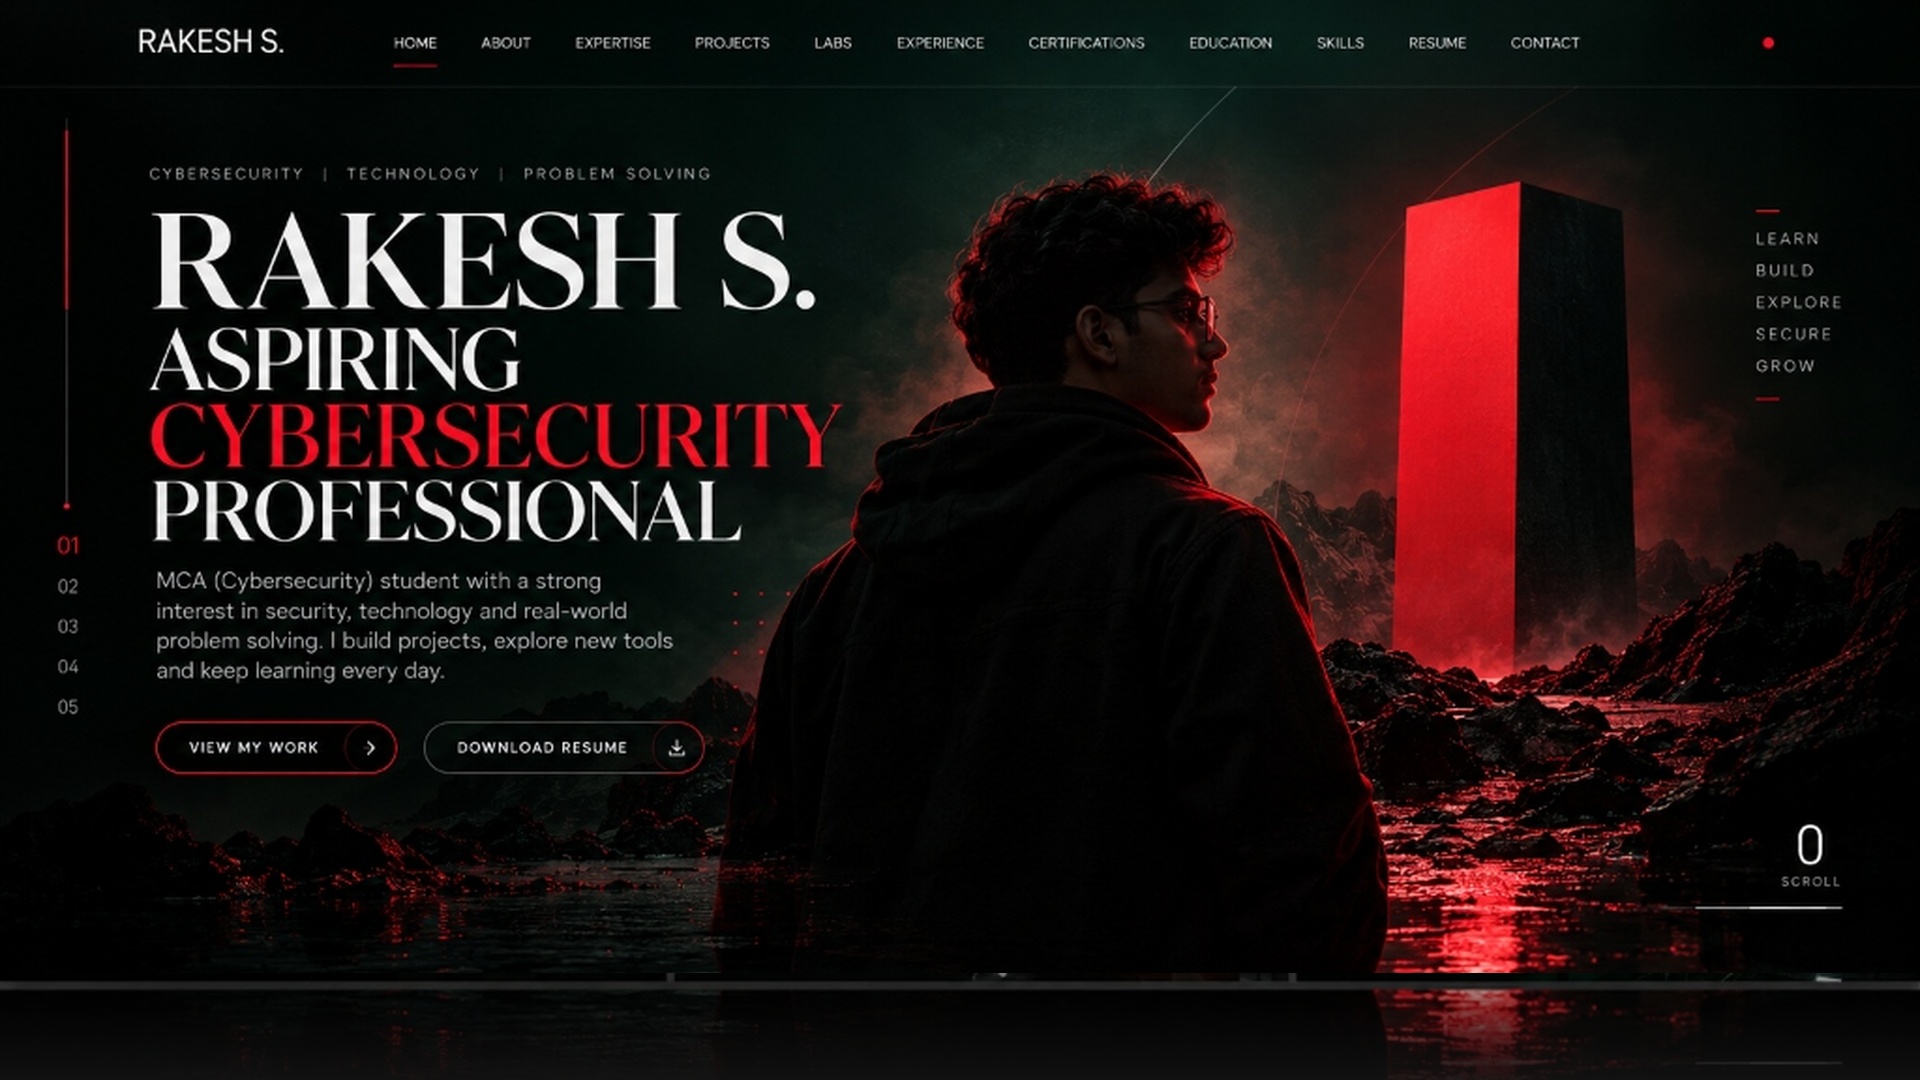 RAKESH S.
HOME ABOUT EXPERTISE PROJECTS LABS EXPERIENCE CERTIFICATIONS EDUCATION SKILLS RESUME CONTACT
CYBERSECURITY | TECHNOLOGY | PROBLEM SOLVING
RAKESH S.
ASPIRING
CYBERSECURITY
PROFESSIONAL
MCA (Cybersecurity) student with a strong
interest in security, technology and real-world
problem solving. I build projects, explore new tools
and keep learning every day.
VIEW MY WORK
DOWNLOAD RESUME
01
02
03
04
05
LEARN
BUILD
EXPLORE
SECURE
GROW
0
SCROLL